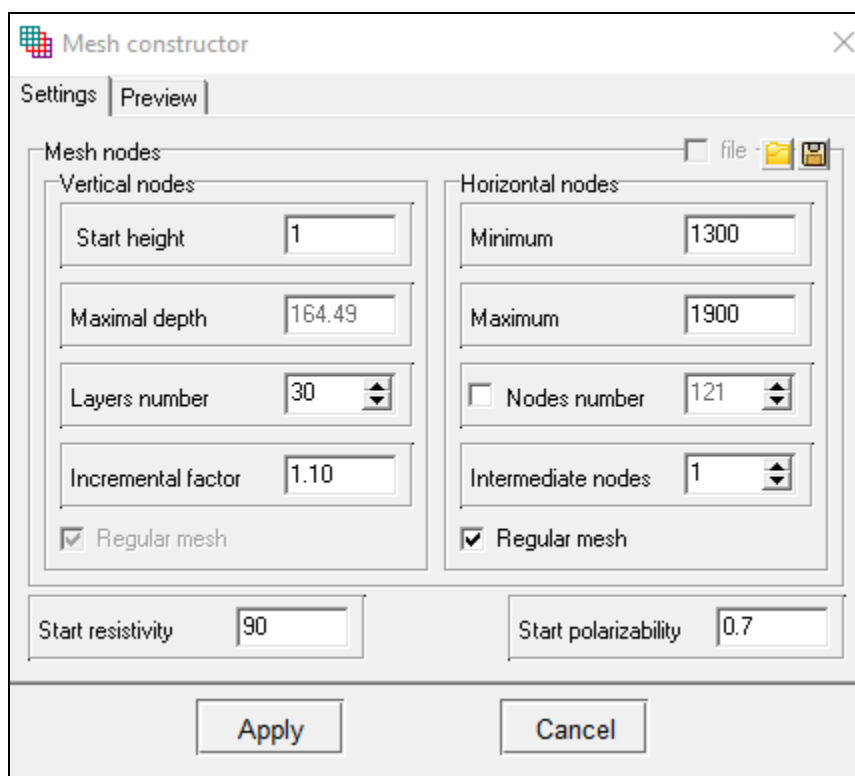 Mesh constructor
Settings Preview
Mesh nodes file
Vertical nodes
Start height 1
Maximal depth 164.49
Layers number 30
Incremental factor 1.10
Regular mesh
Horizontal nodes
Minimum 1300
Maximum 1900
Nodes number 121
Intermediate nodes 1
Regular mesh
Start resistivity 90
Start polarizability 0.7
Apply Cancel